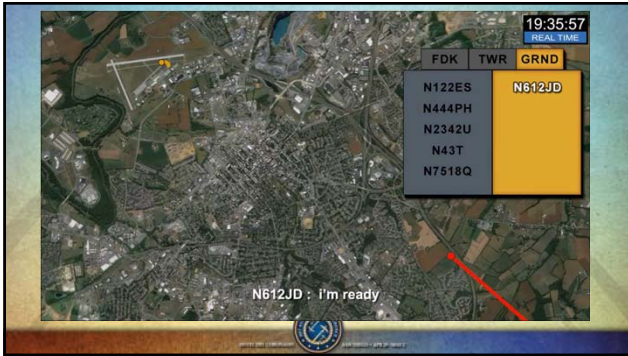 19:35:57
REAL TIME
FDK TWR GRND
N122ES N612JD
N444PH
N2342U
N43T
N7518Q
N612JD : i'm ready